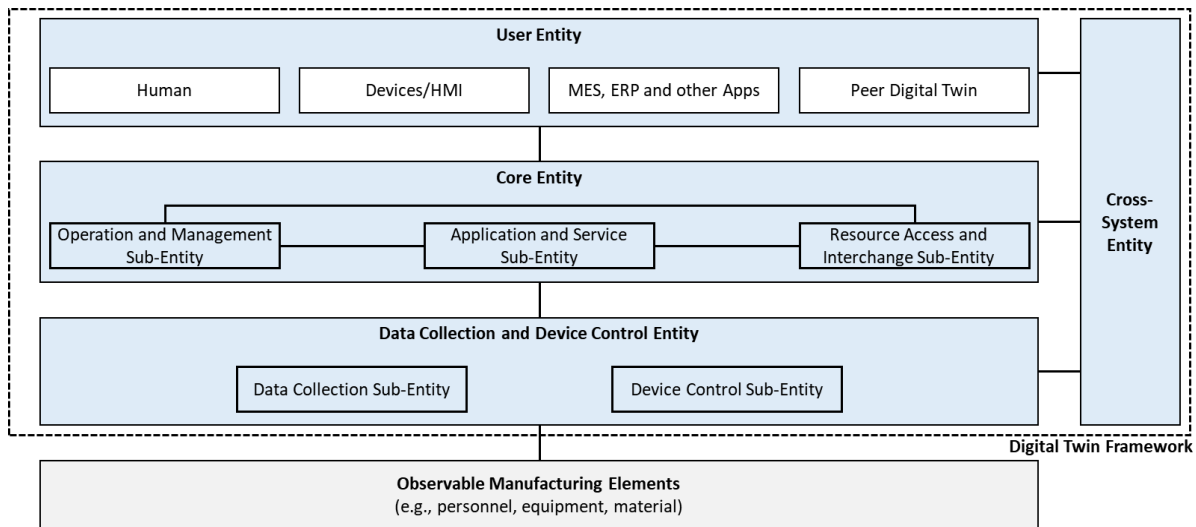 User Entity
Human
Devices/HMI
MES, ERP and other Apps
Peer Digital Twin
Core Entity
Operation and Management
Sub-Entity
Application and Service
Sub-Entity
Resource Access and
Interchange Sub-Entity
Cross-
System
Entity
Data Collection and Device Control Entity
Data Collection Sub-Entity
Device Control Sub-Entity
Digital Twin Framework
Observable Manufacturing Elements
(e.g., personnel, equipment, material)